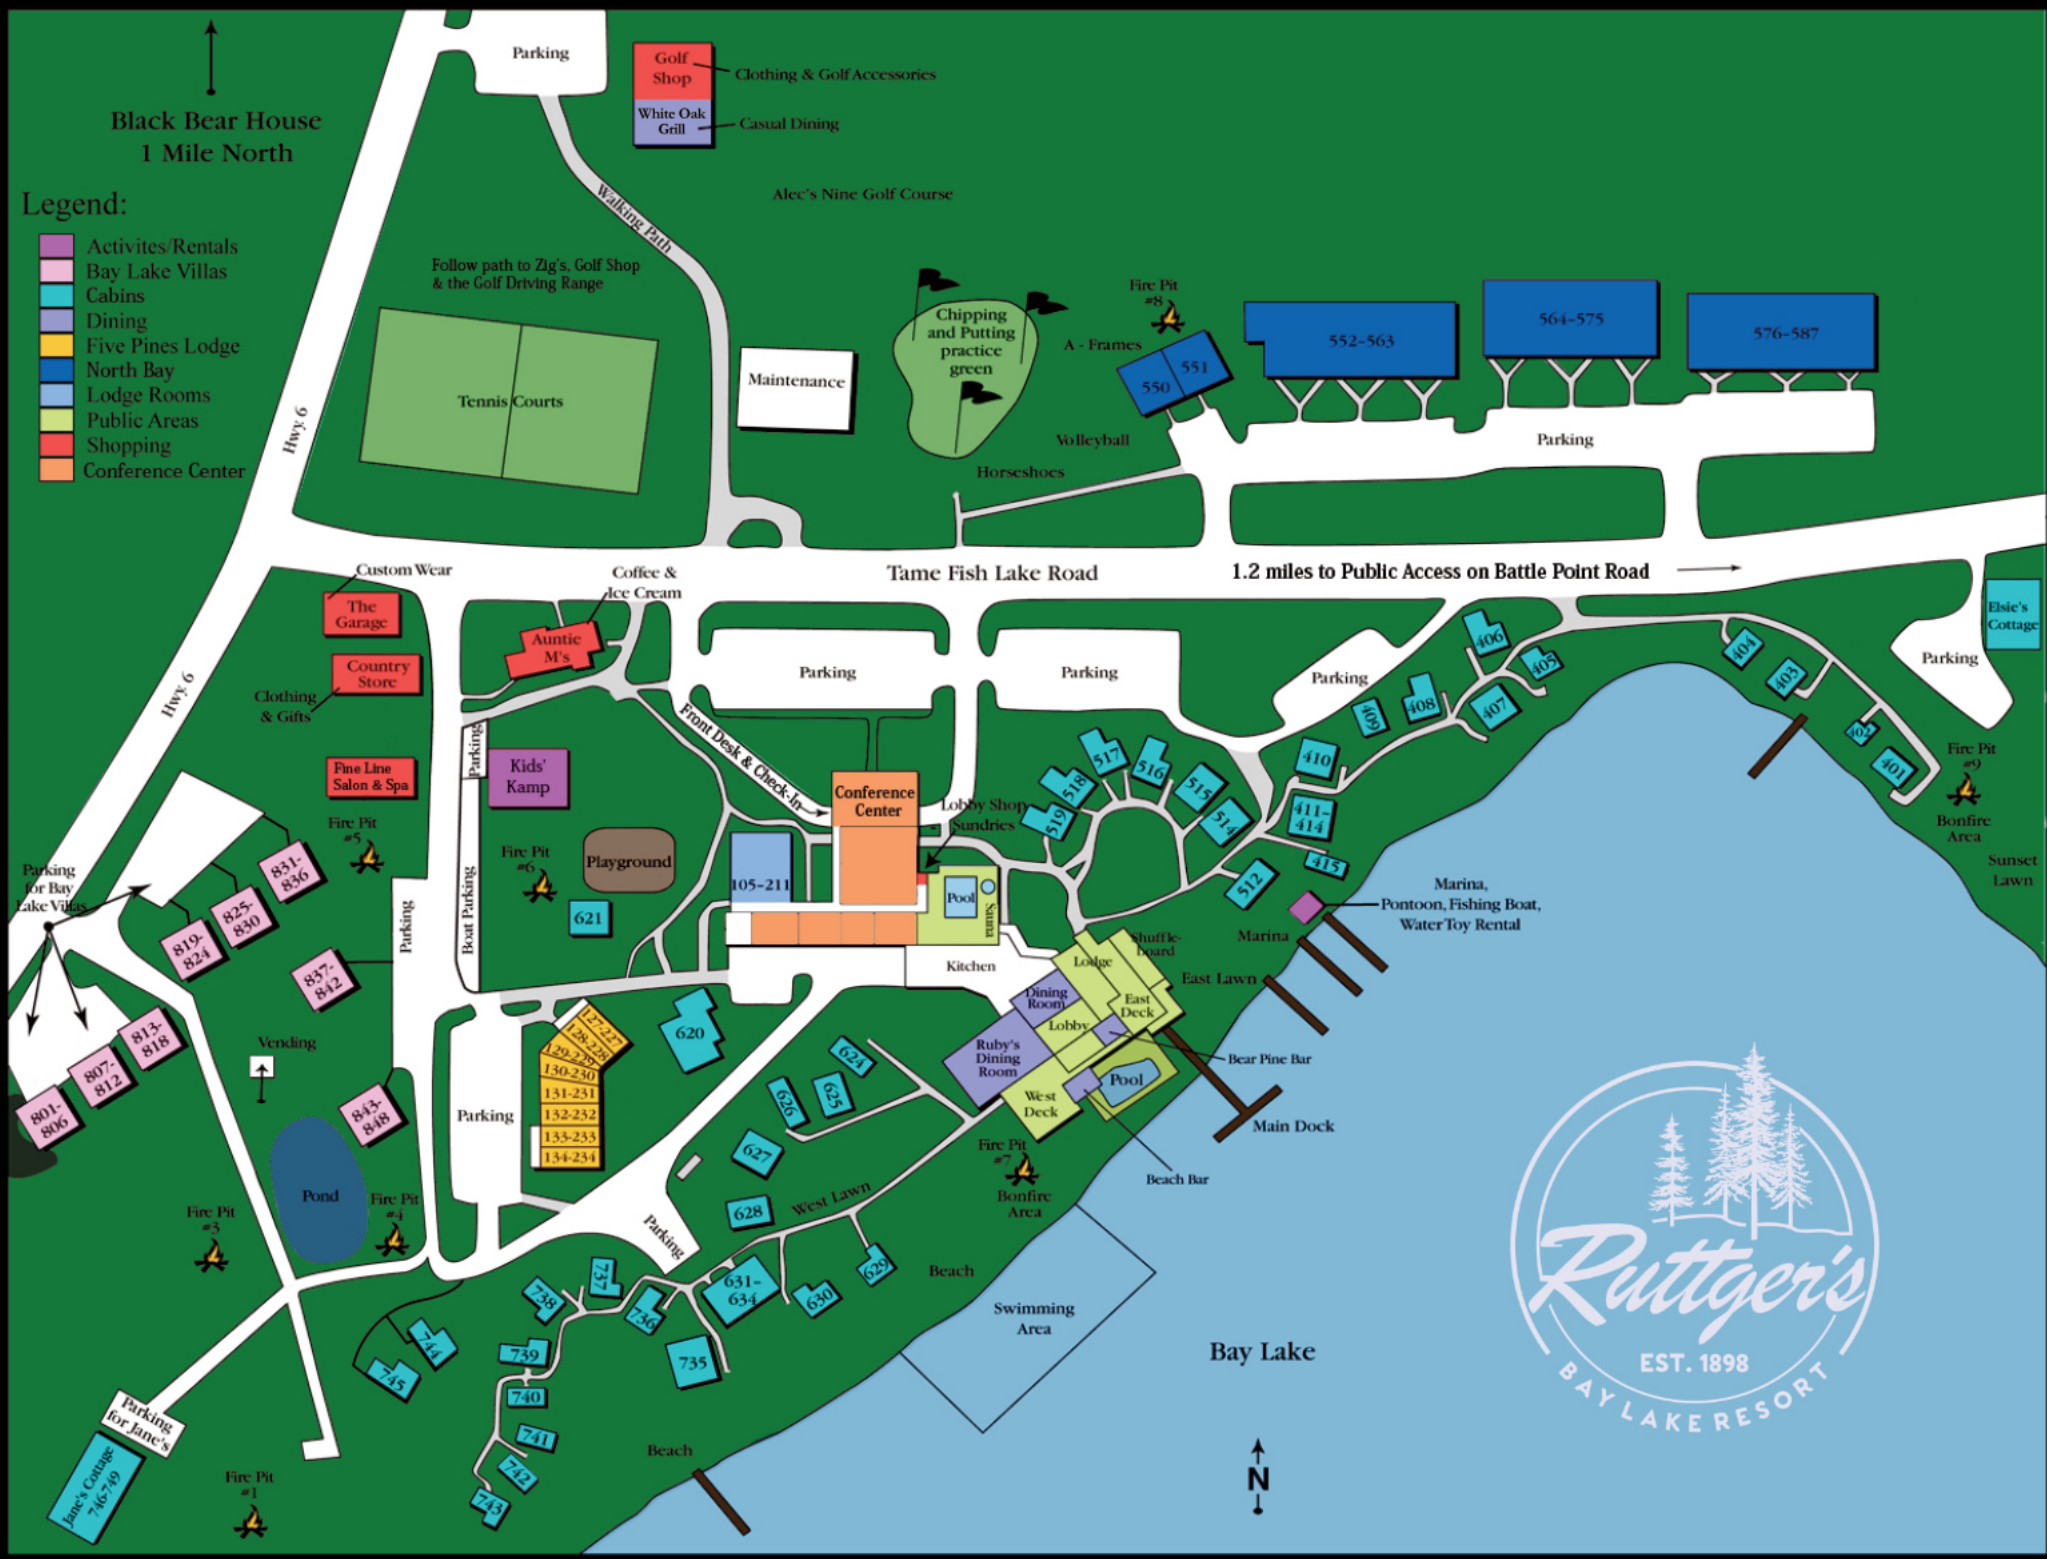 Parking
Golf
Shop
Clothing & Golf Accessories
White Oak
Grill
Casual Dining
Black Bear House
1 Mile North
Alec's Nine Golf Course
Walking Path
Legend:
Activites/Rentals
Bay Lake Villas
Cabins
Dining
Five Pines Lodge
North Bay
Lodge Rooms
Public Areas
Shopping
Conference Center
Follow path to Zig's, Golf Shop
& the Golf Driving Range
Tennis Courts
Maintenance
Chipping
and Putting
practice
green
Fire Pit
#8
A - Frames
550
551
552-563
564-575
576-587
Volleyball
Horseshoes
Parking
Hwy. 6
Hwy. 6
Tame Fish Lake Road
1.2 miles to Public Access on Battle Point Road
Custom Wear
The
Garage
Coffee &
Ice Cream
Auntie
M's
Country
Store
Clothing
& Gifts
Fine Line
Salon & Spa
Parking
Parking
Parking
Parking
Elsie's
Cottage
406
405
404
403
402
401
407
408
409
410
411-
414
415
Fire Pit
#9
Bonfire
Area
Sunset
Lawn
Front Desk & Check-In
Parking
Boat Parking
Kids'
Kamp
Playground
Fire Pit
#6
621
Fire Pit
#5
Conference
Center
Lobby Shop
Sundries
105-211
Pool
Sauna
517
516
515
514
518
519
512
Marina,
Pontoon, Fishing Boat,
Water Toy Rental
Marina
East Lawn
Shuffle-
board
Kitchen
Lodge
Dining
Room
East
Deck
Lobby
Ruby's
Dining
Room
West
Deck
Pool
Bear Pine Bar
Main Dock
Beach Bar
Parking
for Bay
Lake Villas
831-
836
825-
830
819-
824
837-
842
813-
818
807-
812
801-
806
843-
848
Parking
Vending
Pond
Fire Pit
#3
Fire Pit
#4
Parking
127-227
128-228
129-229
130-230
131-231
132-232
133-233
134-234
620
624
625
626
627
628
West Lawn
Parking
Fire Pit
#7
Bonfire
Area
629
630
631-
634
735
736
737
738
739
740
741
742
743
744
745
Parking
for Jane's
Jane's Cottage
746-749
Fire Pit
#1
Beach
Beach
Swimming
Area
Bay Lake
N
Ruttger's
EST. 1898
BAY LAKE RESORT